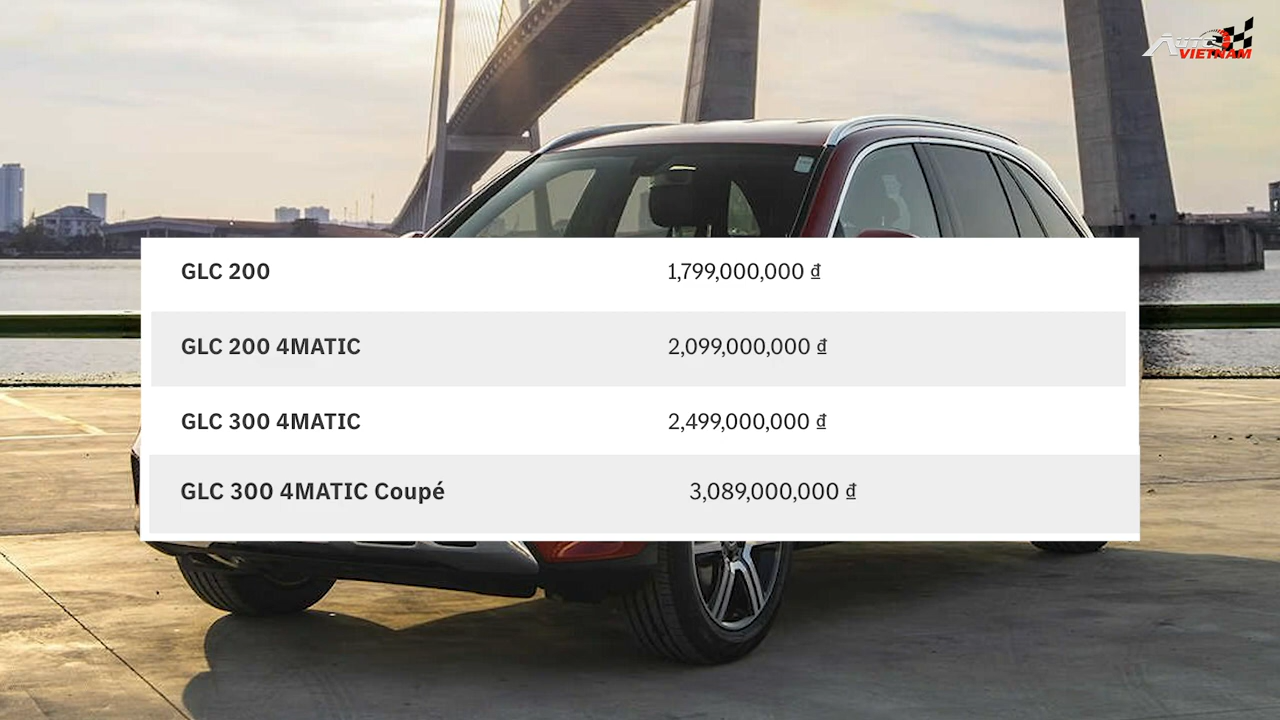 Auto
VIETNAM
GLC 200 1,799,000,000 ₫
GLC 200 4MATIC 2,099,000,000 ₫
GLC 300 4MATIC 2,499,000,000 ₫
GLC 300 4MATIC Coupé 3,089,000,000 ₫